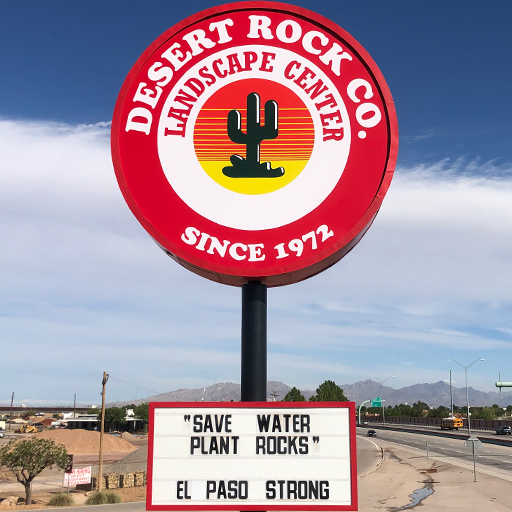 DESERT ROCK CO.
LANDSCAPE CENTER
SINCE 1972
"SAVE WATER
PLANT ROCKS"
EL PASO STRONG